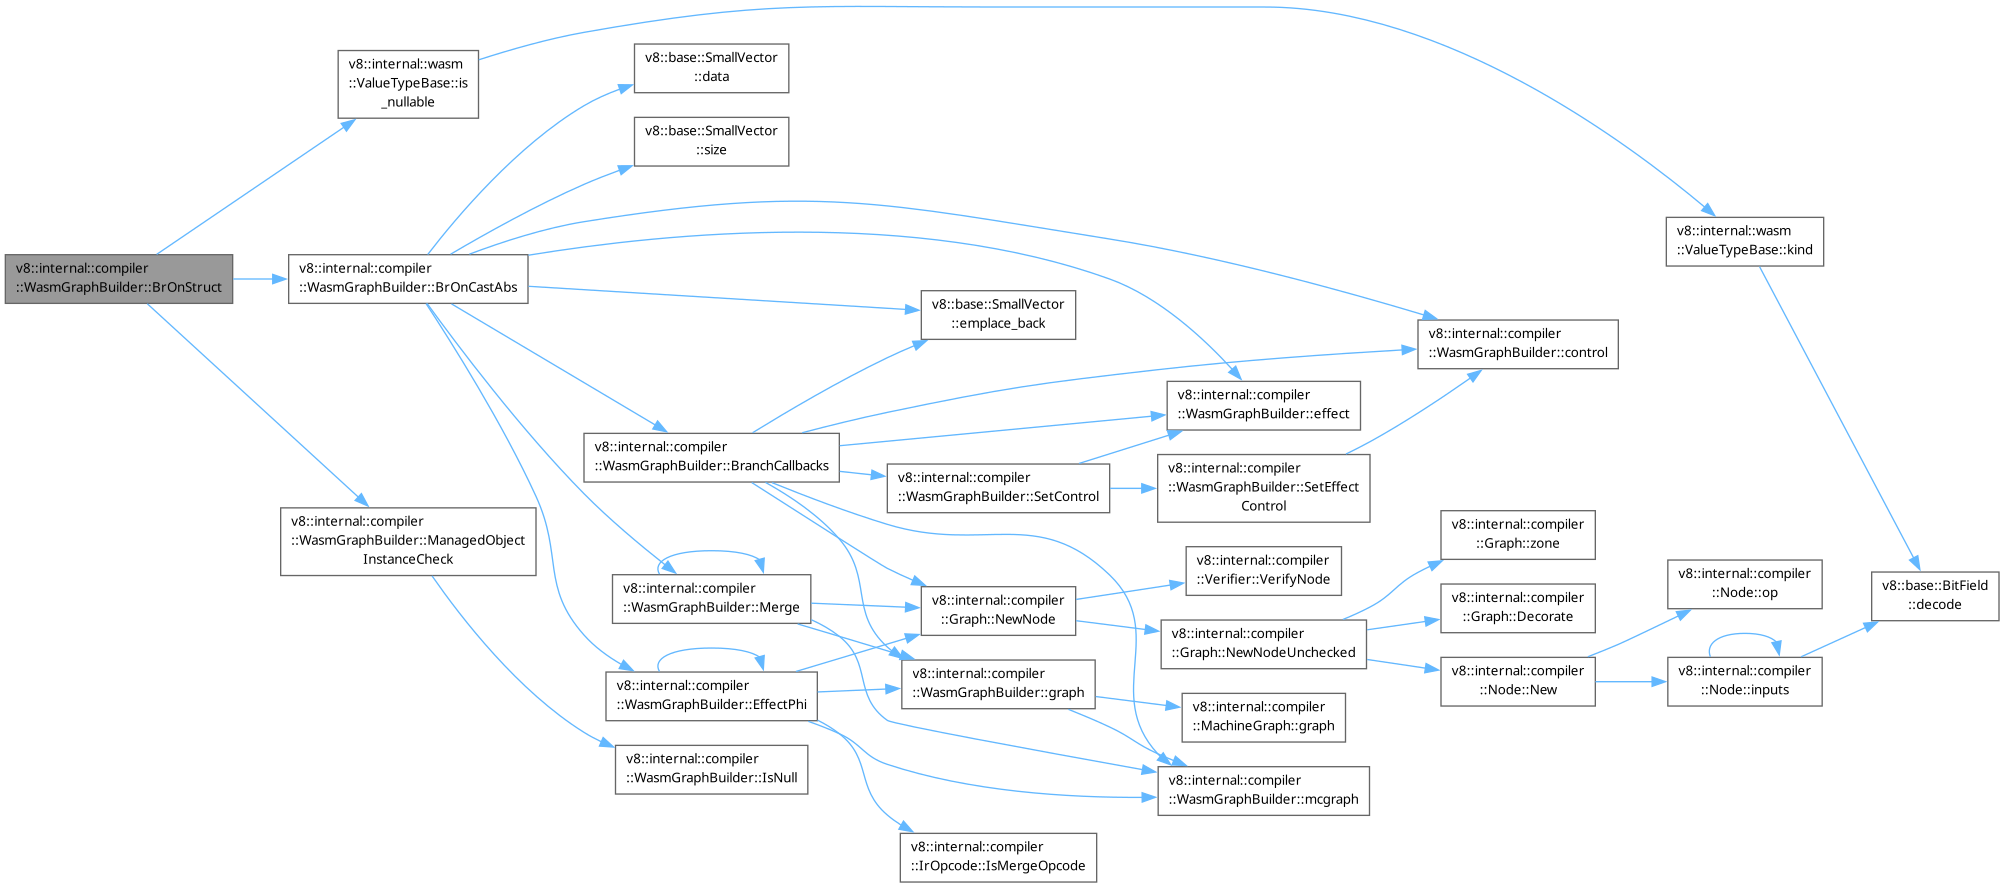 v8::internal::compiler
::WasmGraphBuilder::BrOnStruct
v8::internal::wasm
::ValueTypeBase::is
_nullable
v8::internal::compiler
::WasmGraphBuilder::BrOnCastAbs
v8::internal::compiler
::WasmGraphBuilder::ManagedObject
InstanceCheck
v8::base::SmallVector
::data
v8::base::SmallVector
::size
v8::internal::compiler
::WasmGraphBuilder::BranchCallbacks
v8::internal::compiler
::WasmGraphBuilder::Merge
v8::internal::compiler
::WasmGraphBuilder::EffectPhi
v8::internal::compiler
::WasmGraphBuilder::IsNull
v8::base::SmallVector
::emplace_back
v8::internal::compiler
::WasmGraphBuilder::SetControl
v8::internal::compiler
::Graph::NewNode
v8::internal::compiler
::WasmGraphBuilder::graph
v8::internal::compiler
::IrOpcode::IsMergeOpcode
v8::internal::compiler
::WasmGraphBuilder::effect
v8::internal::compiler
::WasmGraphBuilder::SetEffect
Control
v8::internal::compiler
::Verifier::VerifyNode
v8::internal::compiler
::Graph::NewNodeUnchecked
v8::internal::compiler
::MachineGraph::graph
v8::internal::compiler
::WasmGraphBuilder::mcgraph
v8::internal::compiler
::WasmGraphBuilder::control
v8::internal::compiler
::Graph::zone
v8::internal::compiler
::Graph::Decorate
v8::internal::compiler
::Node::New
v8::internal::wasm
::ValueTypeBase::kind
v8::internal::compiler
::Node::op
v8::internal::compiler
::Node::inputs
v8::base::BitField
::decode